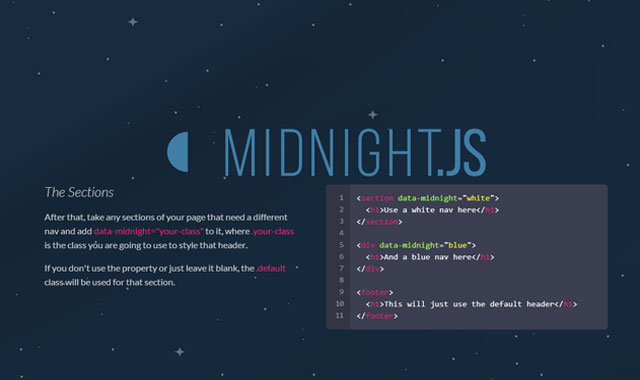 MIDNIGHT.JS
The Sections
After that, take any sections of your page that need a different
nav and add data-midnight="your-class" to it, where .your-class
is the class you are going to use to style that header.
If you don't use the property or just leave it blank, the .default
class will be used for that section.
1 <section data-midnight="white">
2 <h1>Use a white nav here</h1>
3 </section>
4
5 <div data-midnight="blue">
6 <h1>And a blue nav here</h1>
7 </div>
8
9 <footer>
10 <h1>This will just use the default header</h1>
11 </footer>